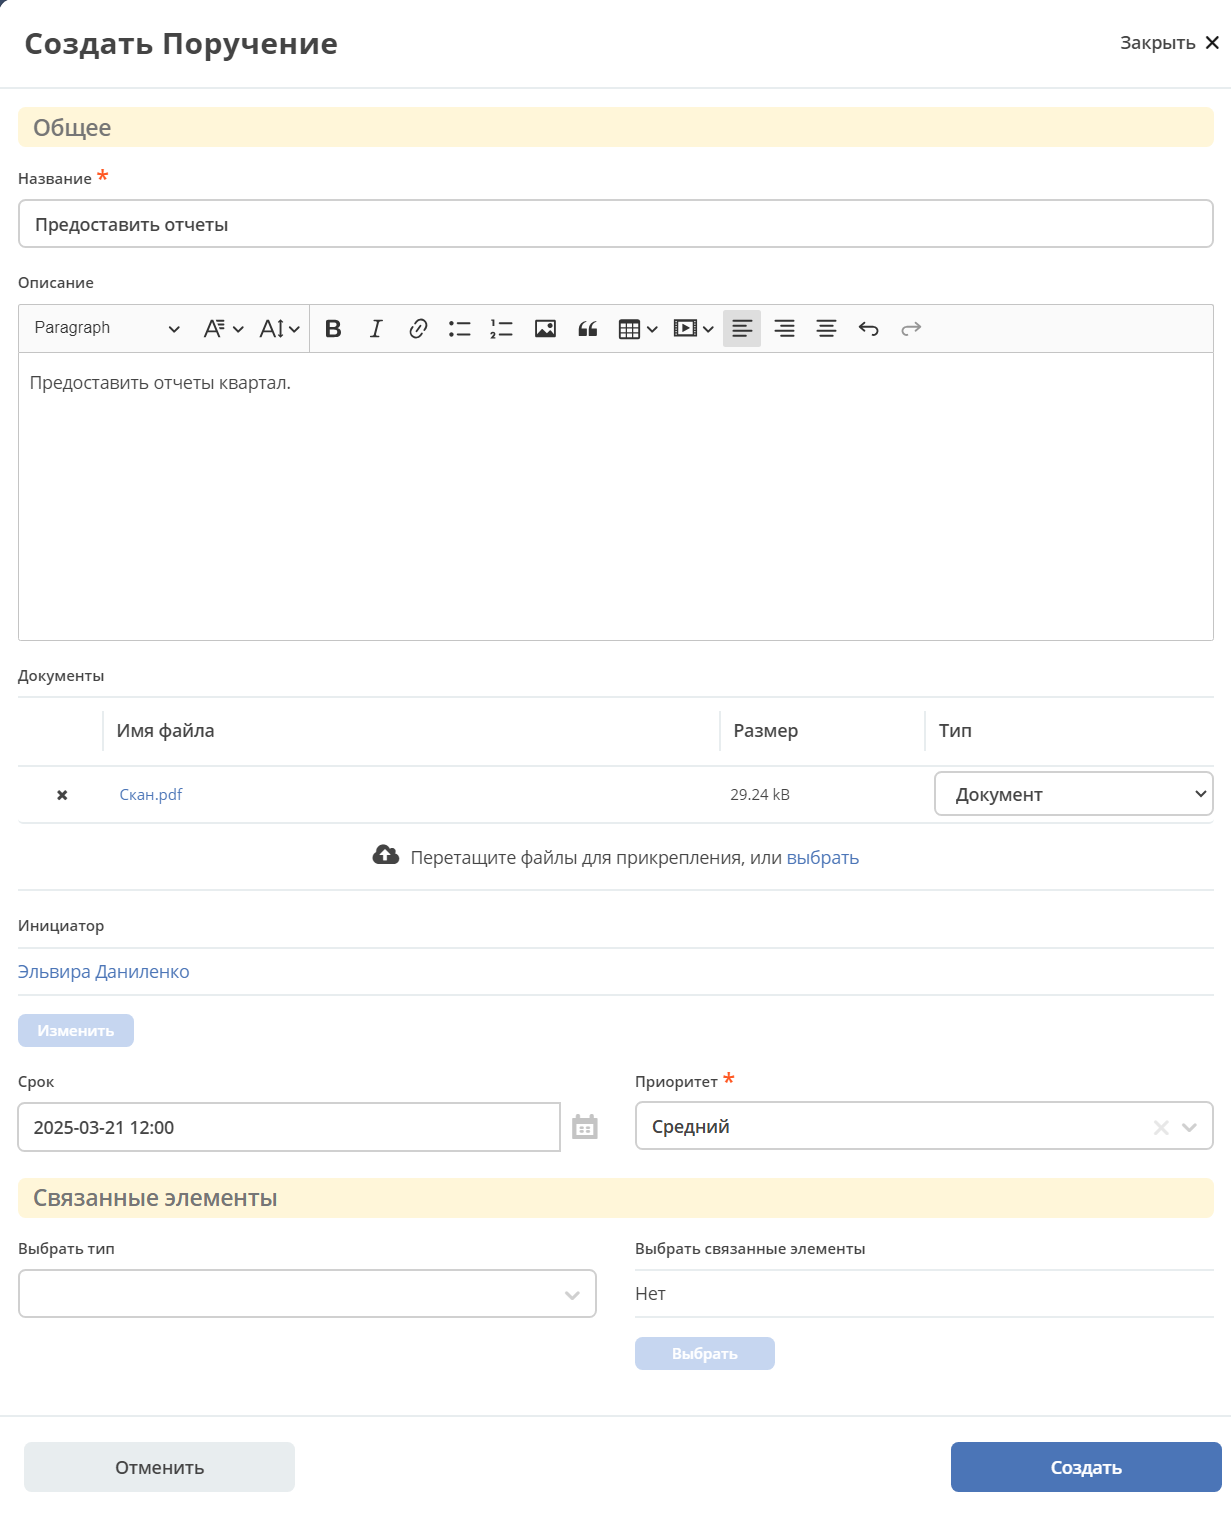 Создать Поручение
Закрыть
Общее
Название *
Предоставить отчеты
Описание
Paragraph
Предоставить отчеты квартал.
Документы
Имя файла Размер Тип
Скан.pdf 29.24 kB Документ
Перетащите файлы для прикрепления, или выбрать
Инициатор
Эльвира Даниленко
Изменить
Срок Приоритет *
2025-03-21 12:00 Средний
Связанные элементы
Выбрать тип Выбрать связанные элементы
Нет
Выбрать
Отменить Создать